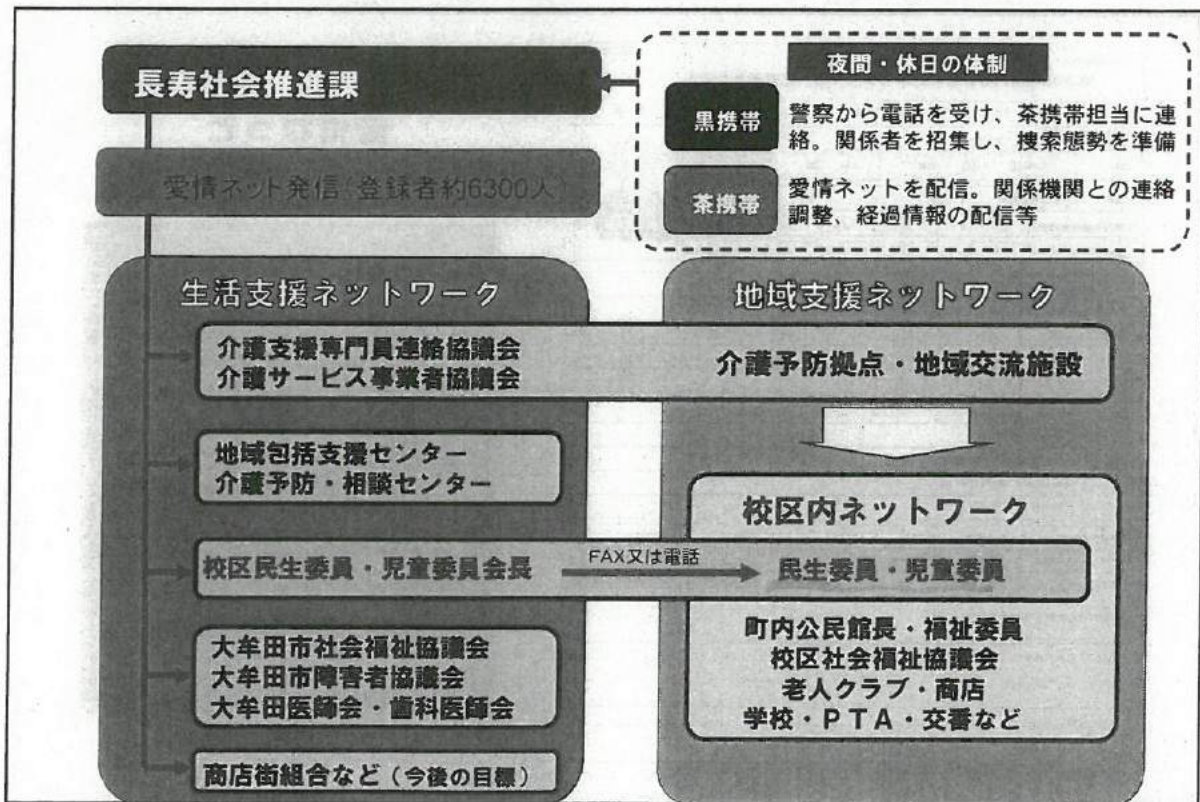 長寿社会推進課
夜間・休日の体制
黒携帯
警察から電話を受け、茶携帯担当に連
絡。関係者を招集し、捜索態勢を準備
茶携帯
愛情ネットを配信。関係機関との連絡
調整、経過情報の配信等
愛情ネット発信(登録者約6300人)
生活支援ネットワーク
介護支援専門員連絡協議会
介護サービス事業者協議会
地域包括支援センター
介護予防・相談センター
校区民生委員・児童委員会長
FAX又は電話
大牟田市社会福祉協議会
大牟田市障害者協議会
大牟田医師会・歯科医師会
商店街組合など(今後の目標)
地域支援ネットワーク
介護予防拠点・地域交流施設
校区内ネットワーク
民生委員・児童委員
町内公民館長・福祉委員
校区社会福祉協議会
老人クラブ・商店
学校・PTA・交番など